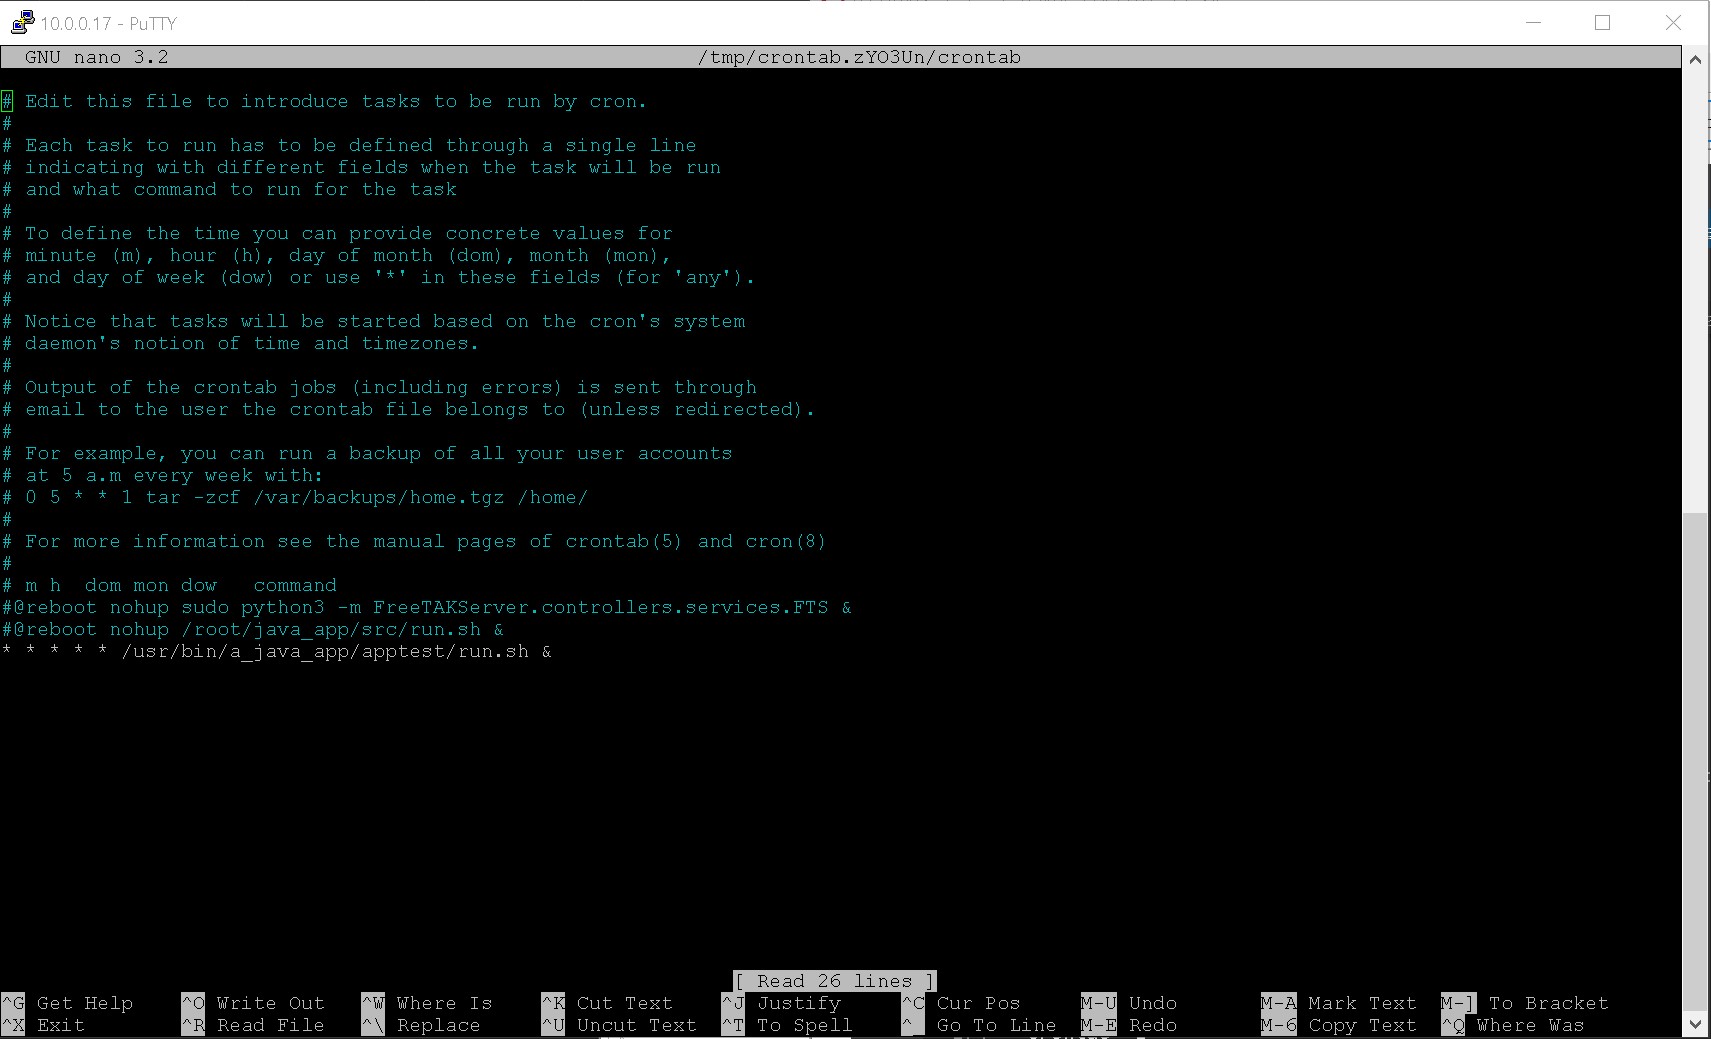 10.0.0.17 - PuTTY
GNU nano 3.2 /tmp/crontab.zYO3Un/crontab
# Edit this file to introduce tasks to be run by cron.
#
# Each task to run has to be defined through a single line
# indicating with different fields when the task will be run
# and what command to run for the task
#
# To define the time you can provide concrete values for
# minute (m), hour (h), day of month (dom), month (mon),
# and day of week (dow) or use '*' in these fields (for 'any').
#
# Notice that tasks will be started based on the cron's system
# daemon's notion of time and timezones.
#
# Output of the crontab jobs (including errors) is sent through
# email to the user the crontab file belongs to (unless redirected).
#
# For example, you can run a backup of all your user accounts
# at 5 a.m every week with:
# 0 5 * * 1 tar -zcf /var/backups/home.tgz /home/
#
# For more information see the manual pages of crontab(5) and cron(8)
#
# m h  dom mon dow   command
#@reboot nohup sudo python3 -m FreeTAKServer.controllers.services.FTS &
#@reboot nohup /root/java_app/src/run.sh &
* * * * * /usr/bin/a_java_app/apptest/run.sh &
[ Read 26 lines ]
^G Get Help ^O Write Out ^W Where Is ^K Cut Text ^J Justify ^C Cur Pos M-U Undo M-A Mark Text M-] To Bracket
^X Exit ^R Read File ^\ Replace ^U Uncut Text ^T To Spell ^_ Go To Line M-E Redo M-6 Copy Text ^Q Where Was